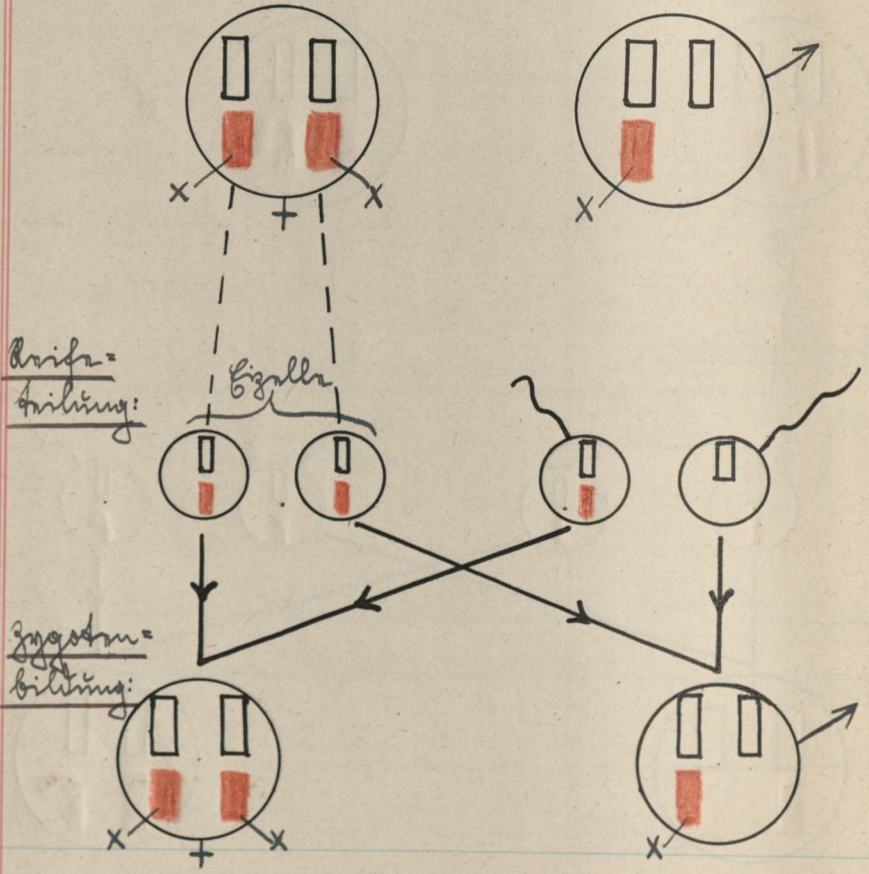 X
X
X
Reife=
teilung:
Eizelle
Zygoten=
bildung:
X
X
X